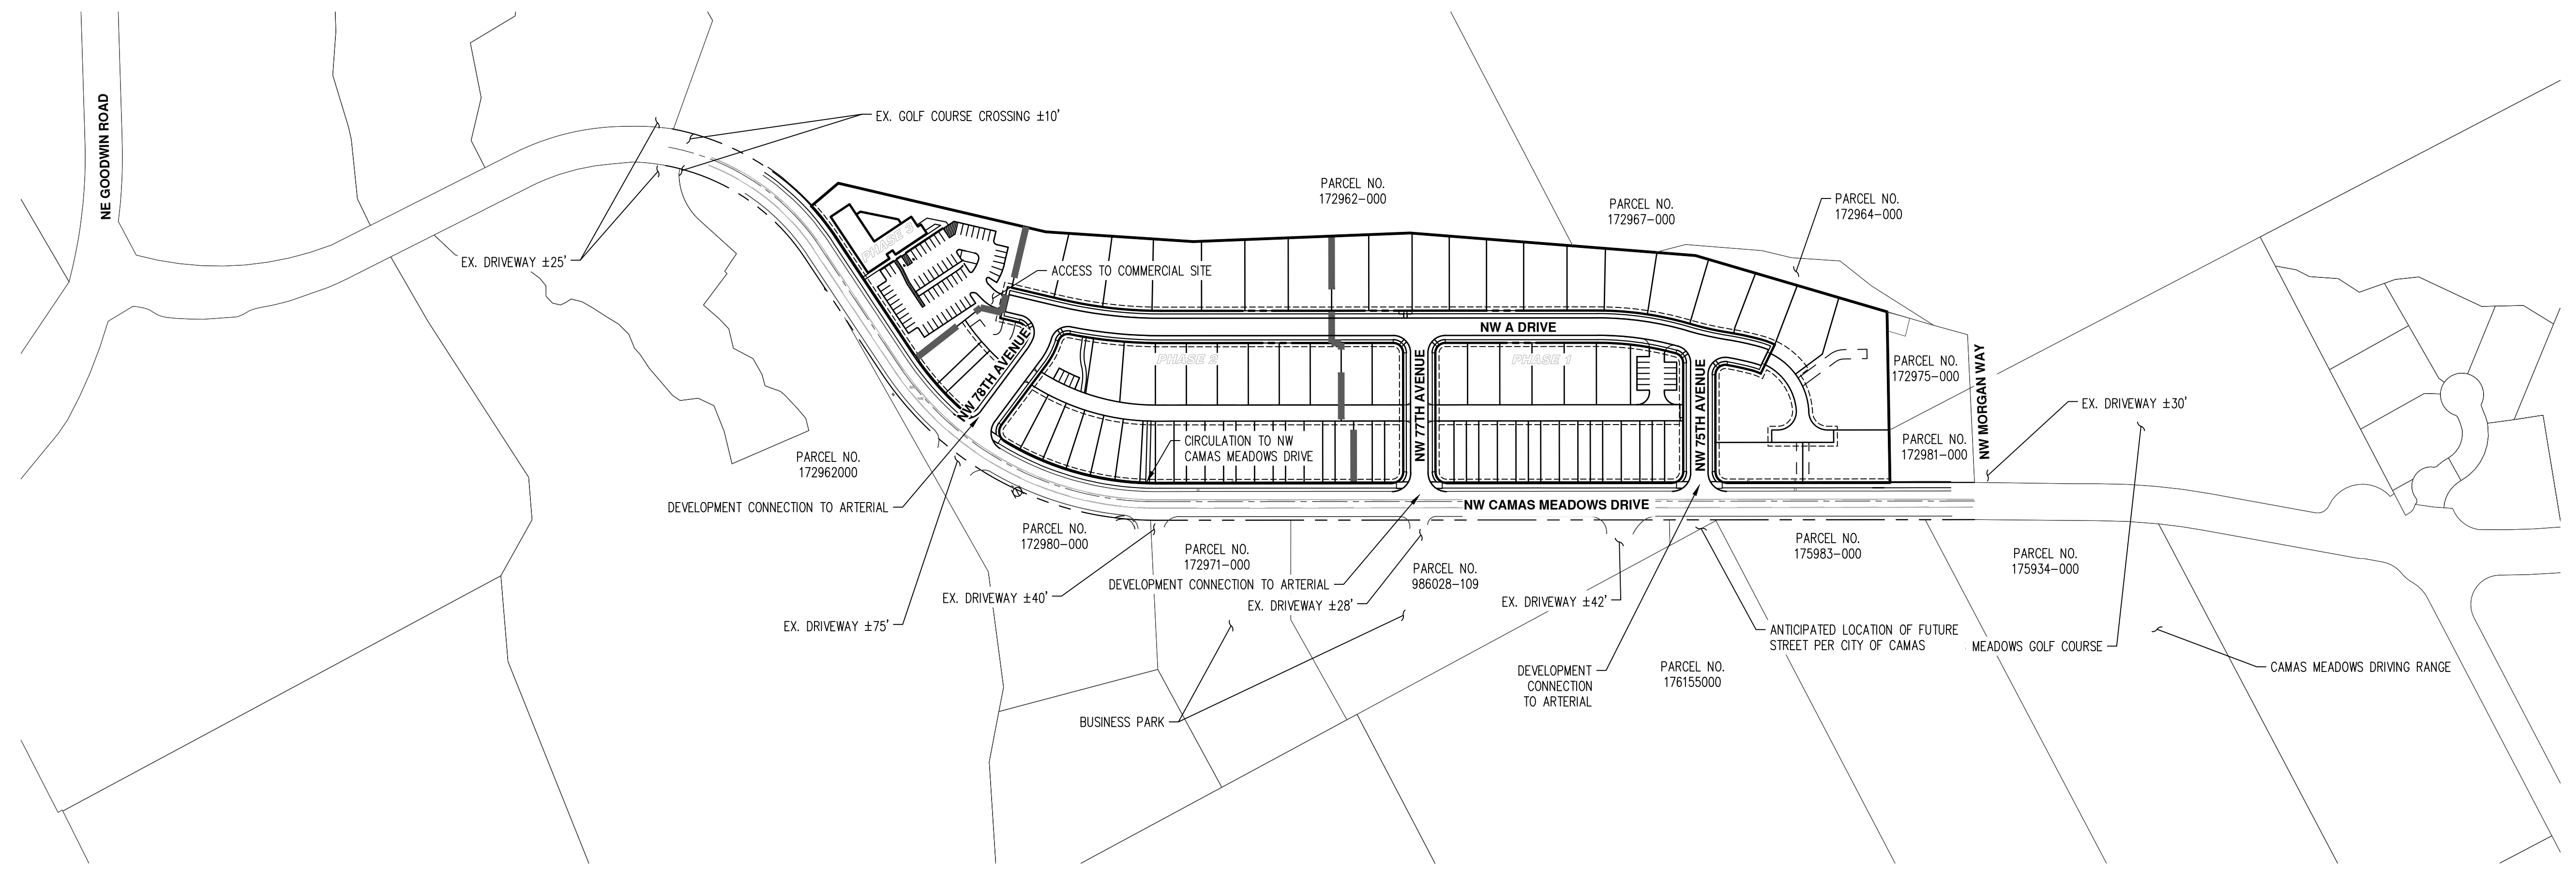 NE GOODWIN ROAD
EX. GOLF COURSE CROSSING ±10'
EX. DRIVEWAY ±25'
PHASE 3
ACCESS TO COMMERCIAL SITE
PARCEL NO.
172962-000
PARCEL NO.
172967-000
PARCEL NO.
172964-000
NW A DRIVE
PHASE 2
PHASE 1
NW 78TH AVENUE
NW 77TH AVENUE
NW 75TH AVENUE
PARCEL NO.
172975-000
NW MORGAN WAY
PARCEL NO.
172981-000
EX. DRIVEWAY ±30'
CIRCULATION TO NW
CAMAS MEADOWS DRIVE
PARCEL NO.
172962000
DEVELOPMENT CONNECTION TO ARTERIAL
NW CAMAS MEADOWS DRIVE
PARCEL NO.
172980-000
PARCEL NO.
172971-000
DEVELOPMENT CONNECTION TO ARTERIAL
PARCEL NO.
986028-109
PARCEL NO.
175983-000
PARCEL NO.
175934-000
EX. DRIVEWAY ±40'
EX. DRIVEWAY ±28'
EX. DRIVEWAY ±42'
EX. DRIVEWAY ±75'
ANTICIPATED LOCATION OF FUTURE
STREET PER CITY OF CAMAS
MEADOWS GOLF COURSE
CAMAS MEADOWS DRIVING RANGE
DEVELOPMENT
CONNECTION
TO ARTERIAL
PARCEL NO.
176155000
BUSINESS PARK